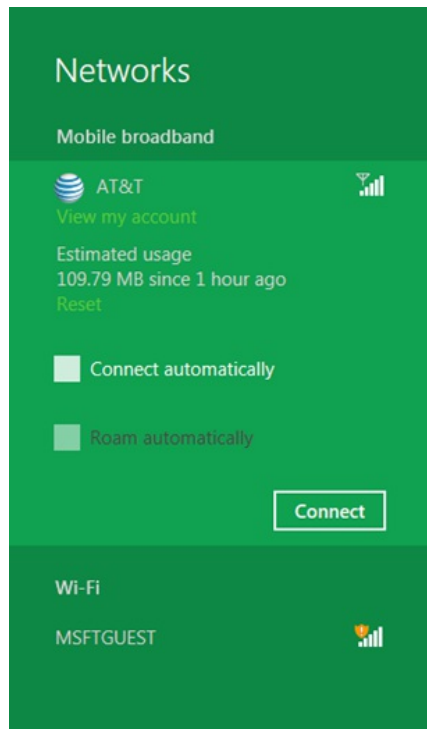 Networks
Mobile broadband
AT&T
View my account
Estimated usage
109.79 MB since 1 hour ago
Reset
Connect automatically
Roam automatically
Connect
Wi-Fi
MSFTGUEST